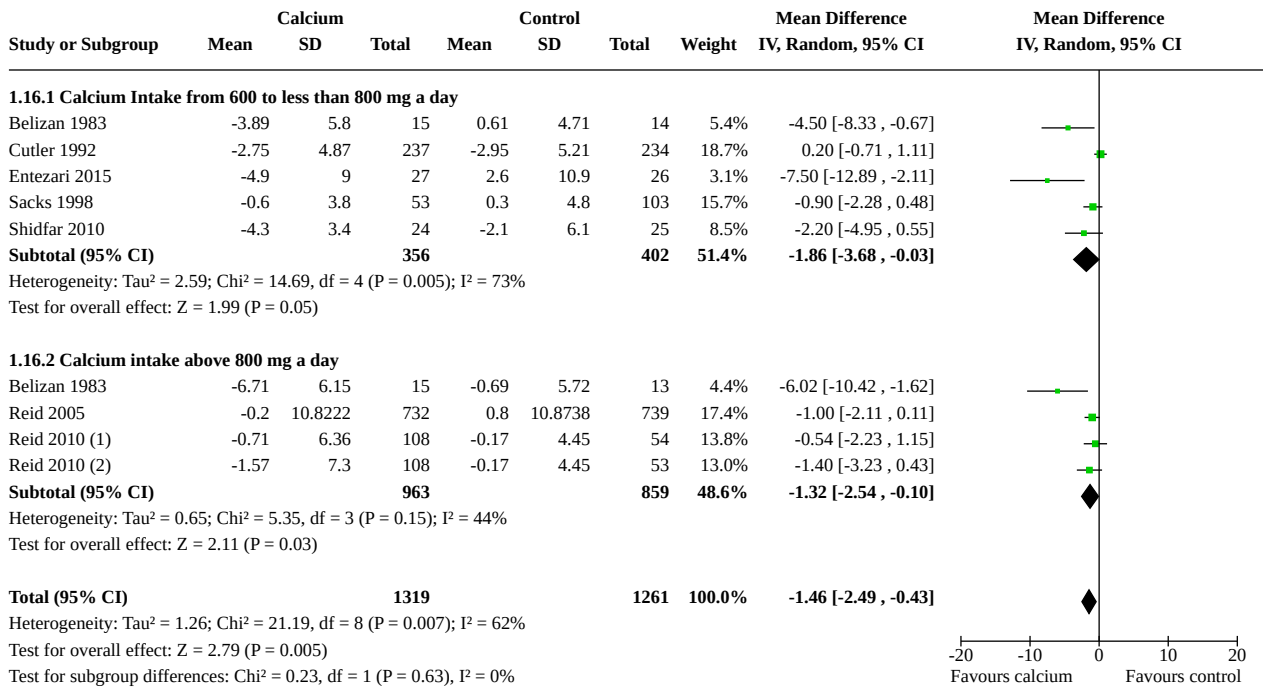 Calcium Control Mean Difference Mean Difference
Study or Subgroup Mean SD Total Mean SD Total Weight IV, Random, 95% CI IV, Random, 95% CI
1.16.1 Calcium Intake from 600 to less than 800 mg a day
Belizan 1983 -3.89 5.8 15 0.61 4.71 14 5.4% -4.50 [-8.33 , -0.67]
Cutler 1992 -2.75 4.87 237 -2.95 5.21 234 18.7% 0.20 [-0.71 , 1.11]
Entezari 2015 -4.9 9 27 2.6 10.9 26 3.1% -7.50 [-12.89 , -2.11]
Sacks 1998 -0.6 3.8 53 0.3 4.8 103 15.7% -0.90 [-2.28 , 0.48]
Shidfar 2010 -4.3 3.4 24 -2.1 6.1 25 8.5% -2.20 [-4.95 , 0.55]
Subtotal (95% CI) 356 402 51.4% -1.86 [-3.68 , -0.03]
Heterogeneity: Tau² = 2.59; Chi² = 14.69, df = 4 (P = 0.005); I² = 73%
Test for overall effect: Z = 1.99 (P = 0.05)
1.16.2 Calcium intake above 800 mg a day
Belizan 1983 -6.71 6.15 15 -0.69 5.72 13 4.4% -6.02 [-10.42 , -1.62]
Reid 2005 -0.2 10.8222 732 0.8 10.8738 739 17.4% -1.00 [-2.11 , 0.11]
Reid 2010 (1) -0.71 6.36 108 -0.17 4.45 54 13.8% -0.54 [-2.23 , 1.15]
Reid 2010 (2) -1.57 7.3 108 -0.17 4.45 53 13.0% -1.40 [-3.23 , 0.43]
Subtotal (95% CI) 963 859 48.6% -1.32 [-2.54 , -0.10]
Heterogeneity: Tau² = 0.65; Chi² = 5.35, df = 3 (P = 0.15); I² = 44%
Test for overall effect: Z = 2.11 (P = 0.03)
Total (95% CI) 1319 1261 100.0% -1.46 [-2.49 , -0.43]
Heterogeneity: Tau² = 1.26; Chi² = 21.19, df = 8 (P = 0.007); I² = 62%
Test for overall effect: Z = 2.79 (P = 0.005) -20 -10 0 10 20
Test for subgroup differences: Chi² = 0.23, df = 1 (P = 0.63), I² = 0% Favours calcium Favours control